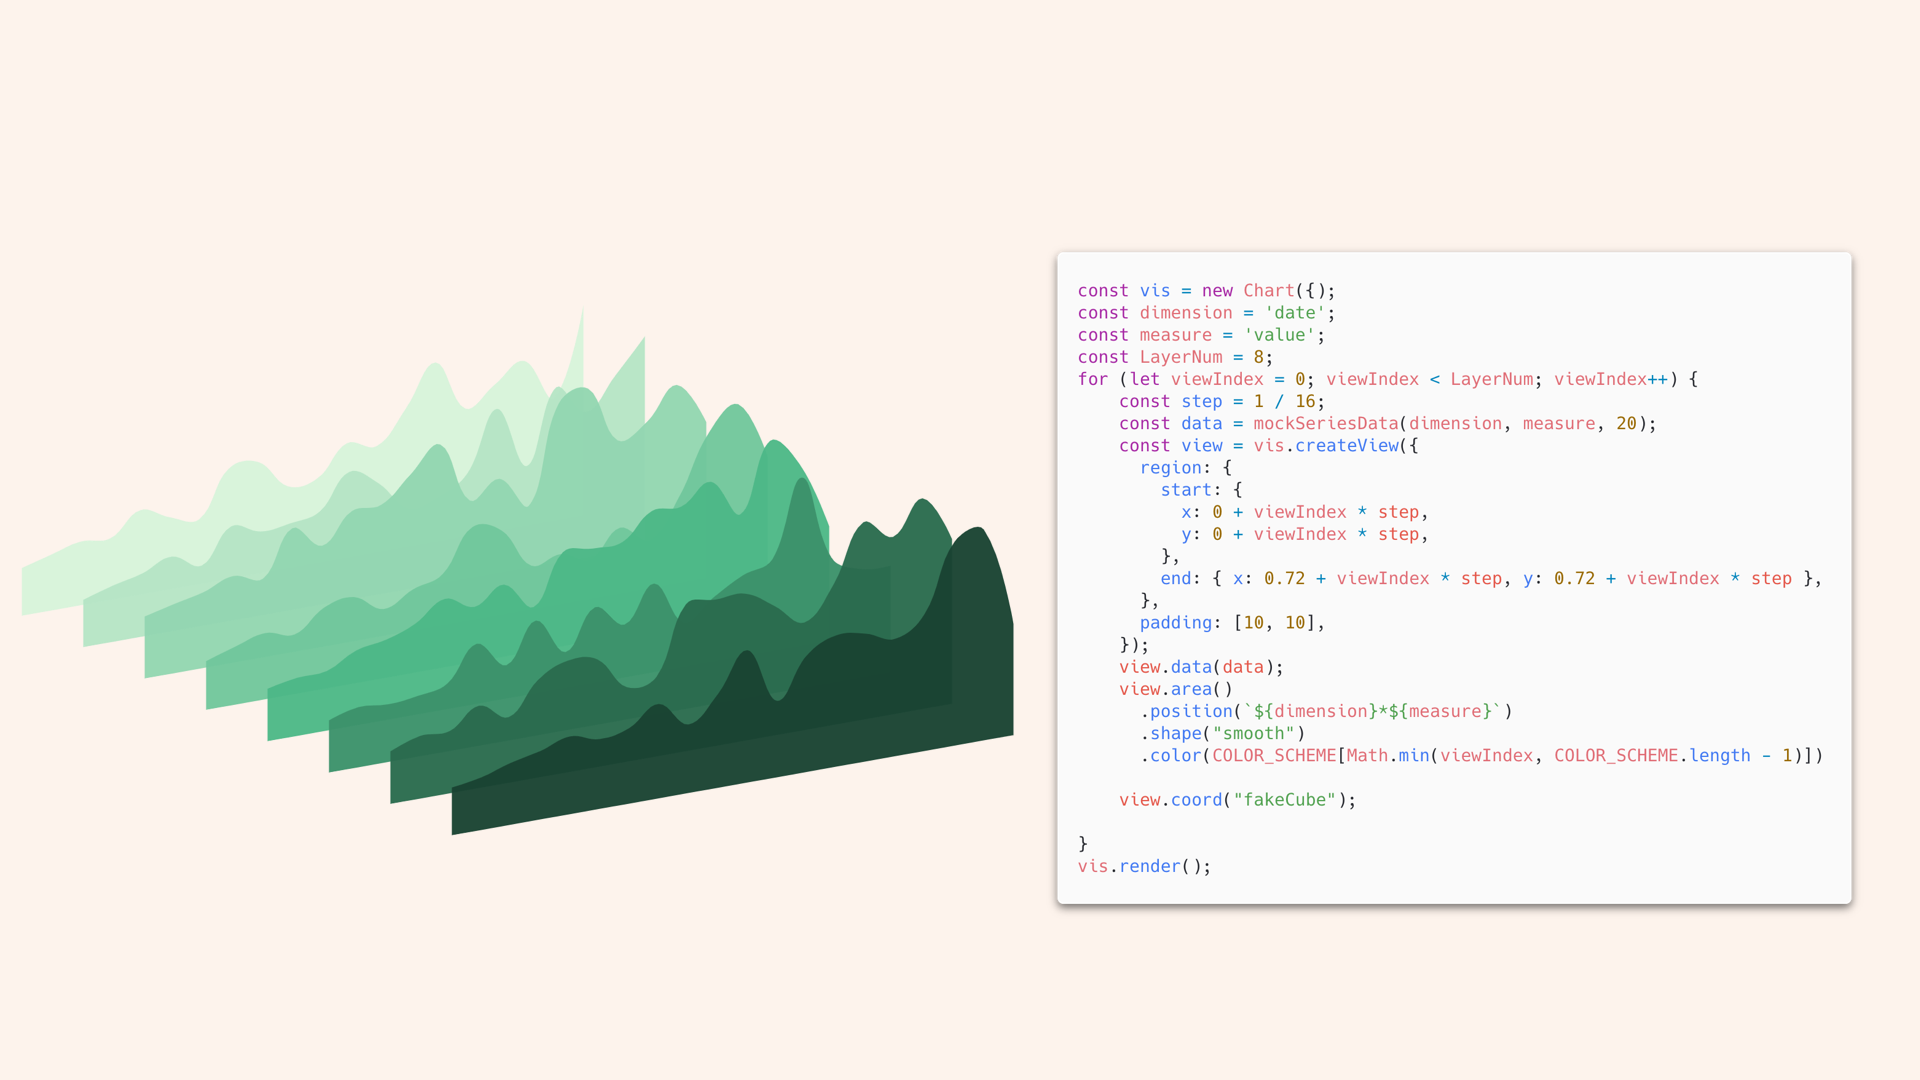 const vis = new Chart({);
const dimension = 'date';
const measure = 'value';
const LayerNum = 8;
for (let viewIndex = 0; viewIndex < LayerNum; viewIndex++) {
    const step = 1 / 16;
    const data = mockSeriesData(dimension, measure, 20);
    const view = vis.createView({
      region: {
        start: {
          x: 0 + viewIndex * step,
          y: 0 + viewIndex * step,
        },
        end: { x: 0.72 + viewIndex * step, y: 0.72 + viewIndex * step },
      },
      padding: [10, 10],
    });
    view.data(data);
    view.area()
      .position(`${dimension}*${measure}`)
      .shape("smooth")
      .color(COLOR_SCHEME[Math.min(viewIndex, COLOR_SCHEME.length - 1)])
    view.coord("fakeCube");
}
vis.render();